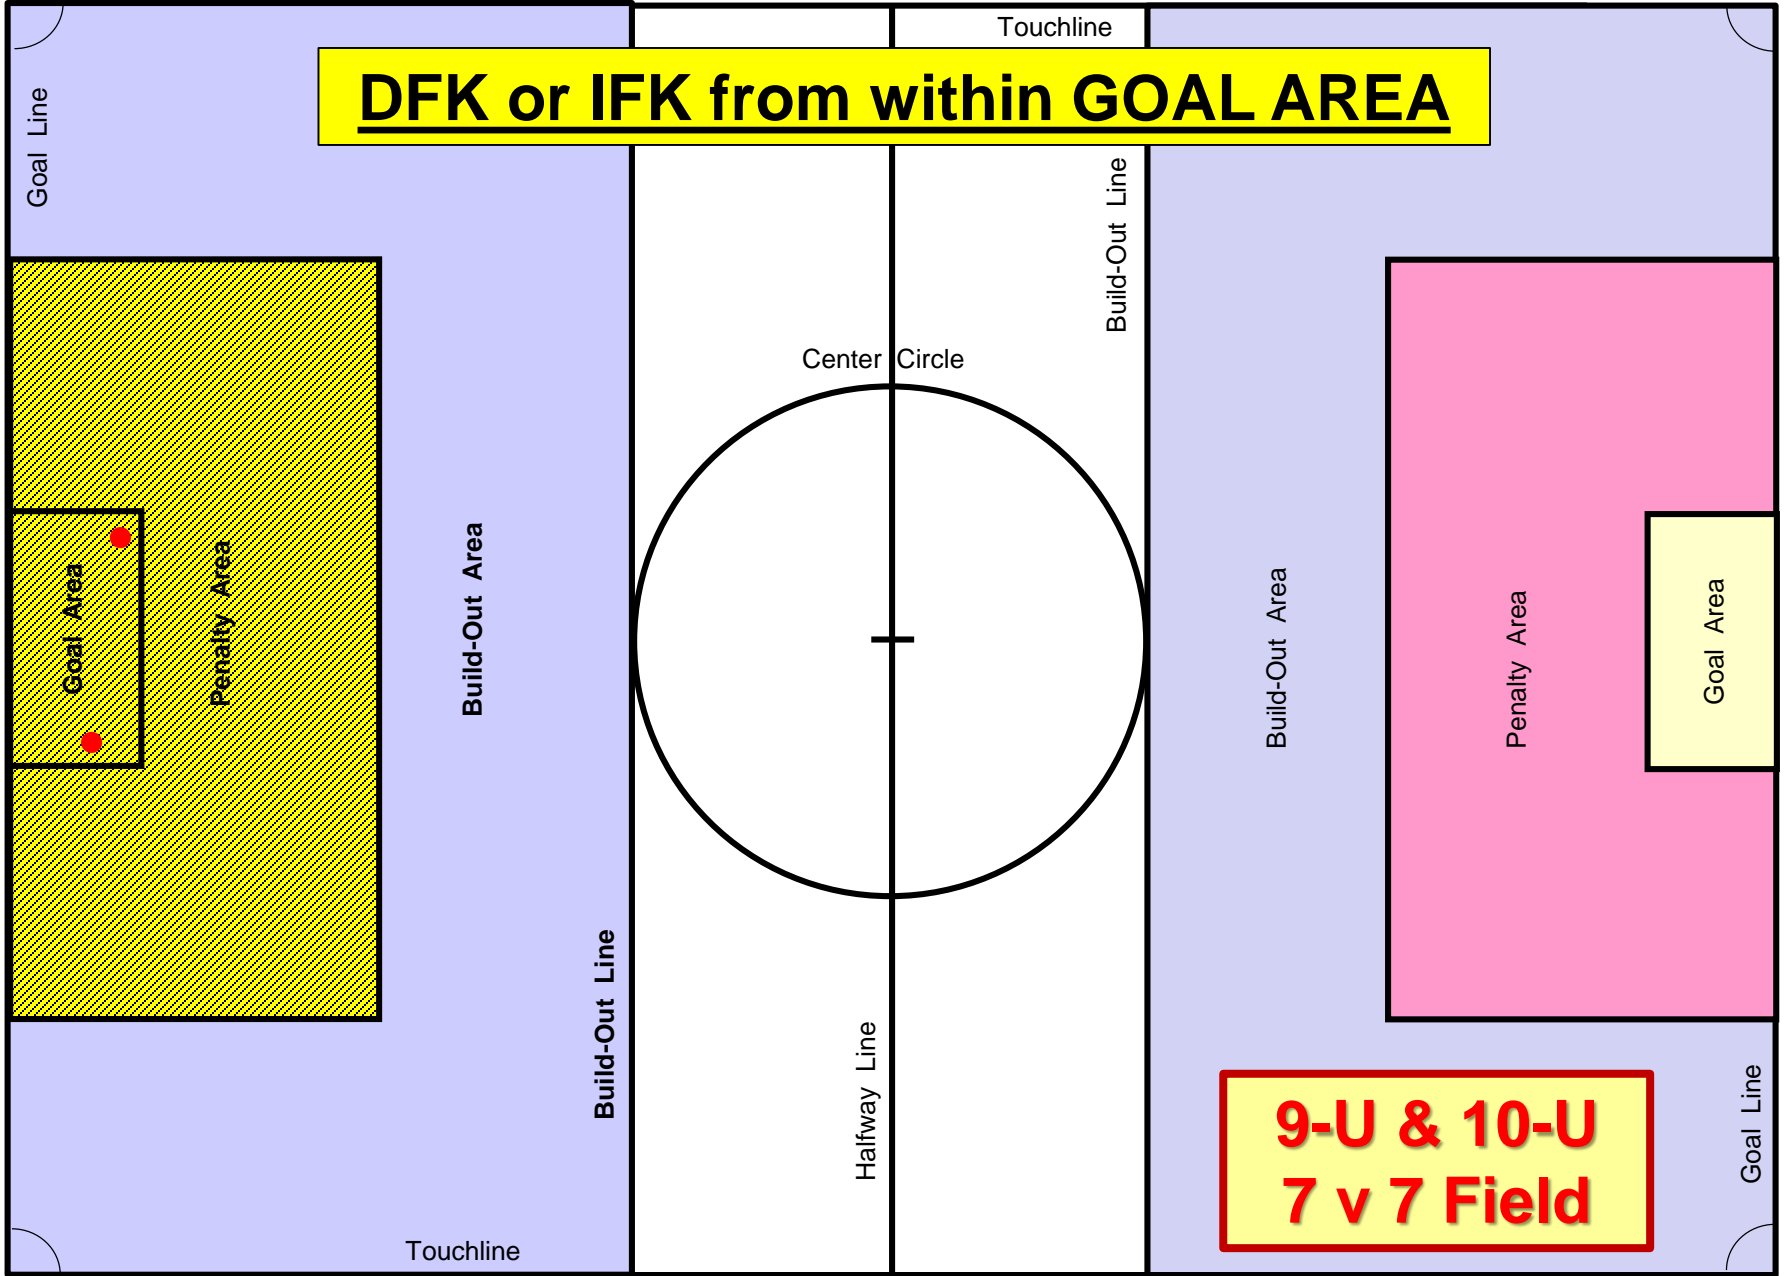 Touchline
DFK or IFK from within GOAL AREA
Goal Line
Build-Out Line
Center Circle
Goal Area
Penalty Area
Build-Out Area
Build-Out Area
Penalty Area
Goal Area
Build-Out Line
Halfway Line
9-U & 10-U
7 v 7 Field
Goal Line
Touchline